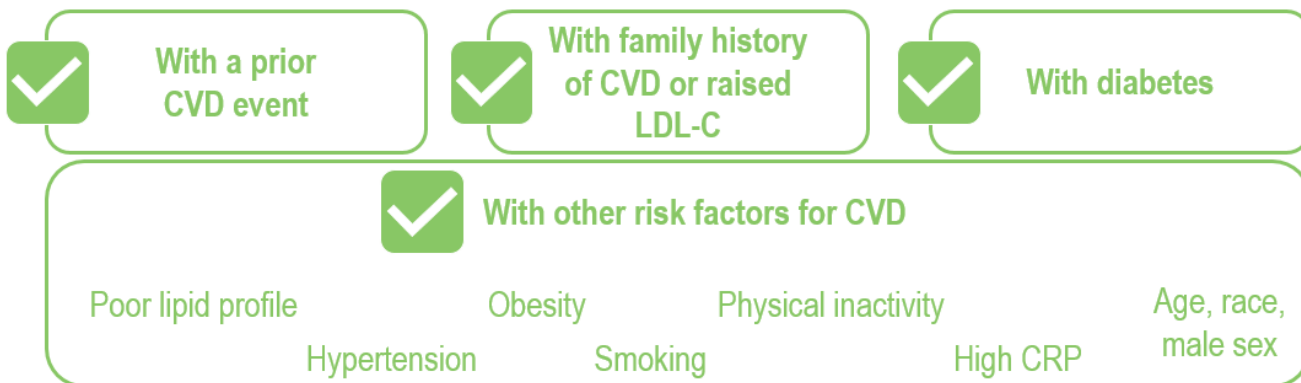 With a prior
CVD event
With family history
of CVD or raised
LDL-C
With diabetes
With other risk factors for CVD
Poor lipid profile
Hypertension
Obesity
Smoking
Physical inactivity
High CRP
Age, race,
male sex